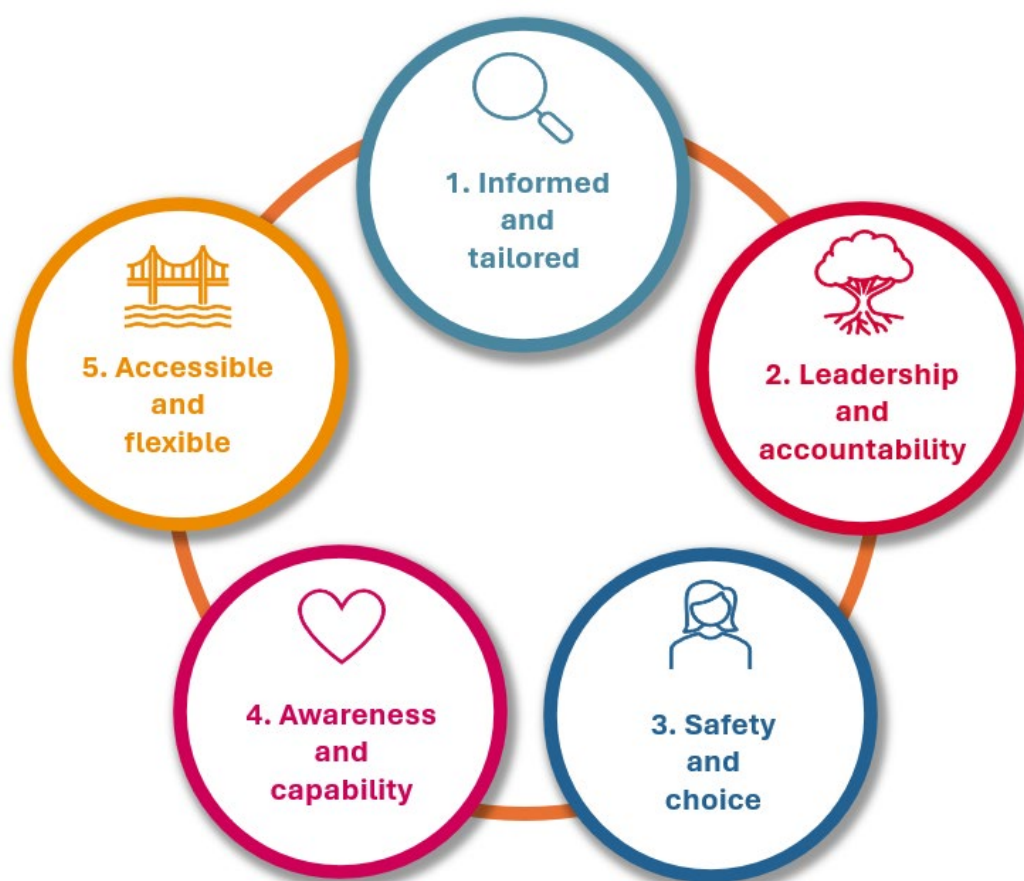 1. Informed
and
tailored
2. Leadership
and
accountability
3. Safety
and
choice
4. Awareness
and
capability
5. Accessible
and
flexible